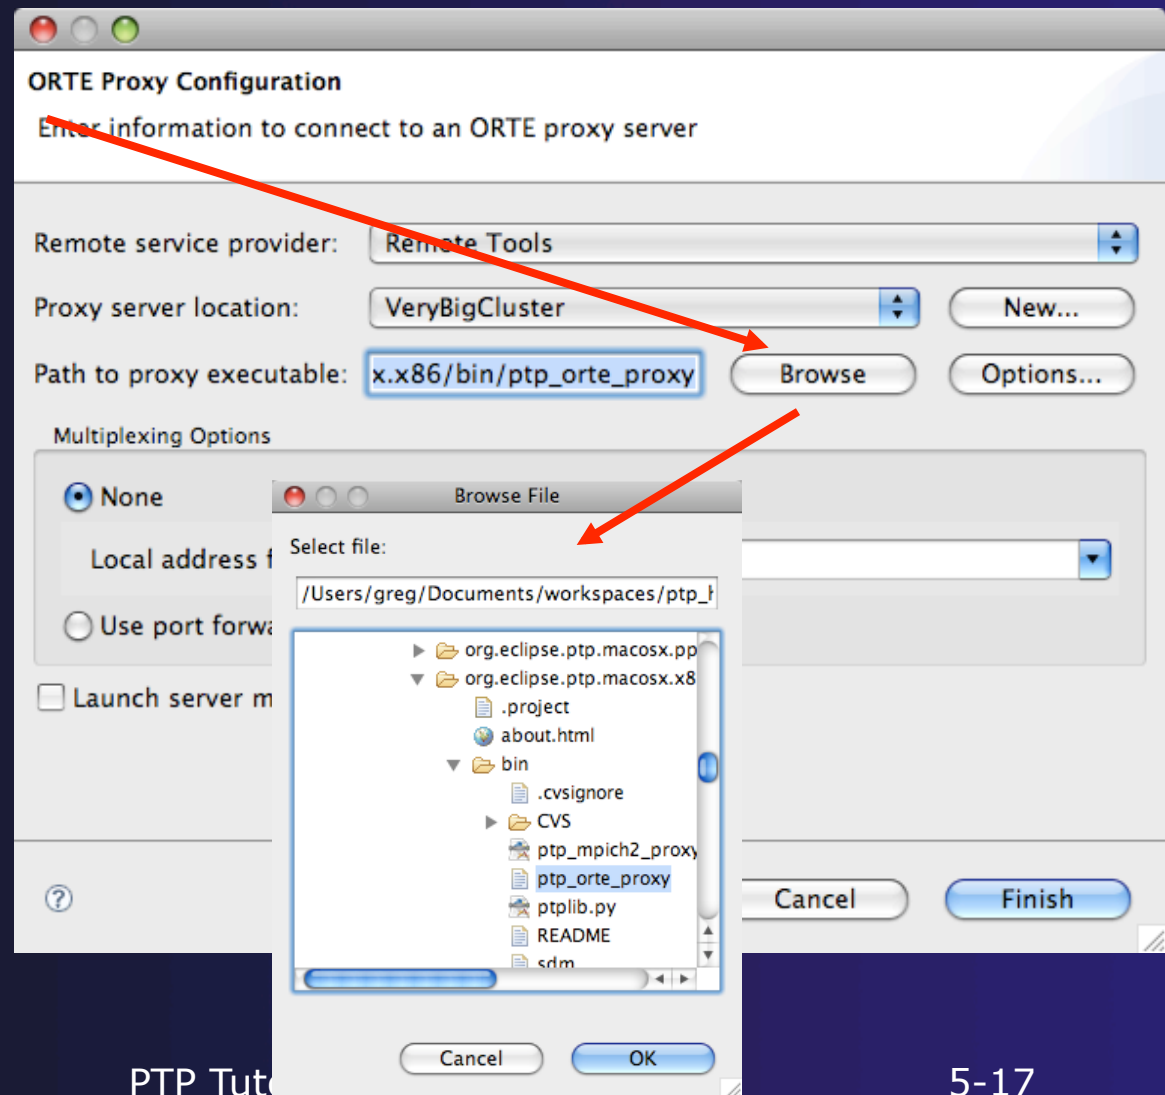 ORTE Proxy Configuration
Enter information to connect to an ORTE proxy server
Remote service provider: Remote Tools
Proxy server location: VeryBigCluster New...
Path to proxy executable: x.x86/bin/ptp_orte_proxy Browse Options...
Multiplexing Options
None
Local address
Use port forwa
Launch server m
Browse File
Select file:
/Users/greg/Documents/workspaces/ptp_
org.eclipse.ptp.macosx.pp
org.eclipse.ptp.macosx.x8
.project
about.html
bin
.cvsignore
CVS
ptp_mpich2_proxy
ptp_orte_proxy
ptplib.py
README
sdm
Cancel OK
Cancel Finish
PTP Tuto
5-17